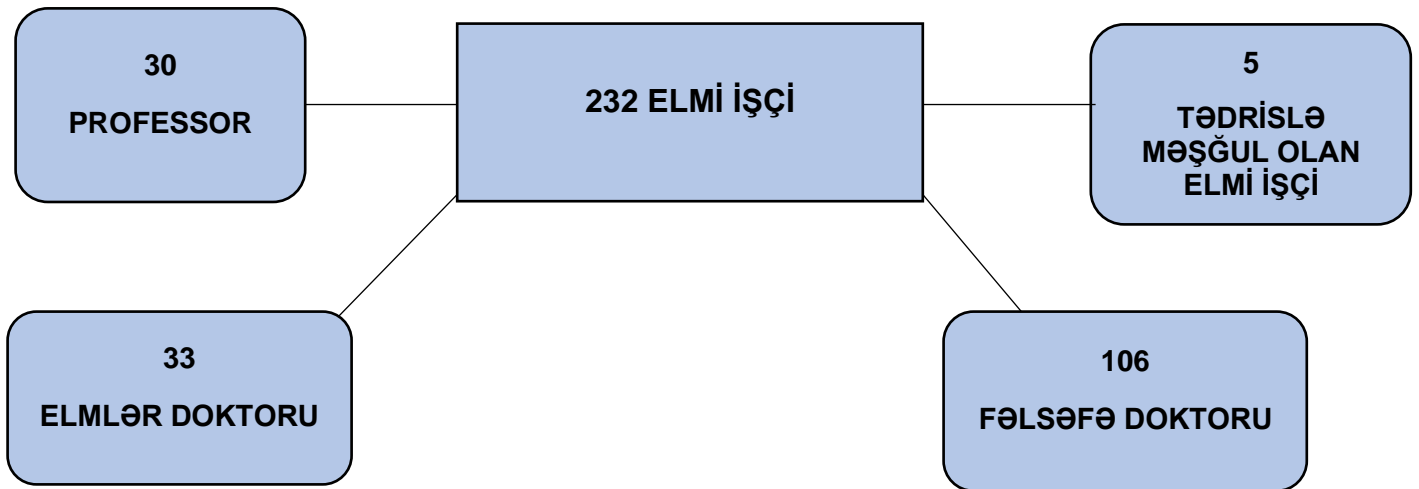 30
PROFESSOR
232 ELMİ İŞÇİ
5
TƏDRİSLƏ
MƏŞĞUL OLAN
ELMİ İŞÇİ
33
ELMLƏR DOKTORU
106
FƏLSƏFƏ DOKTORU